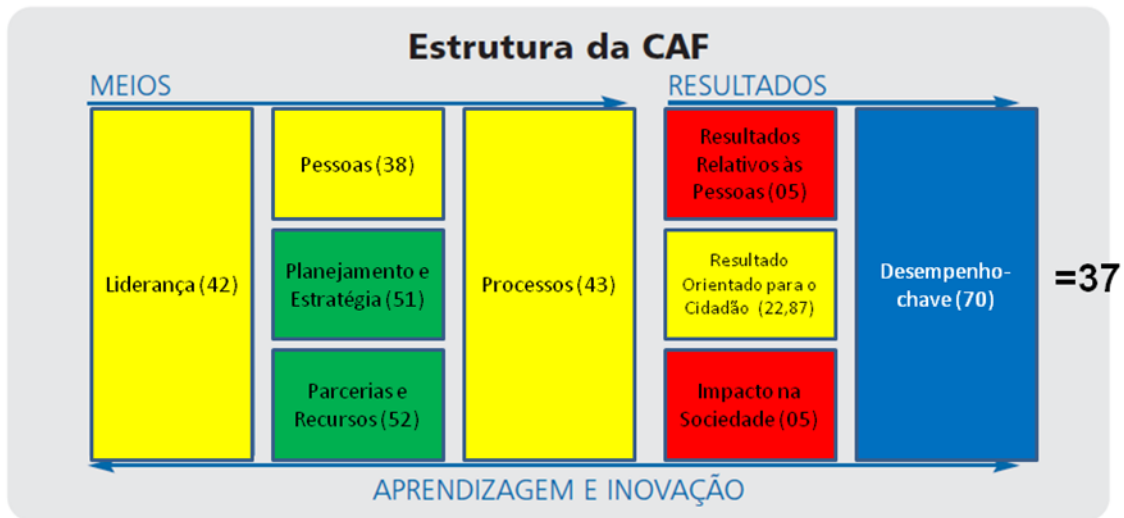 Estrutura da CAF
MEIOS
RESULTADOS
Liderança (42)
Pessoas (38)
Planejamento e
Estratégia (51)
Parcerias e
Recursos (52)
Processos (43)
Resultados
Relativos às
Pessoas (05)
Resultado
Orientado para o
Cidadão (22,87)
Impacto na
Sociedade (05)
Desempenho-
chave (70)
=37
APRENDIZAGEM E INOVAÇÃO